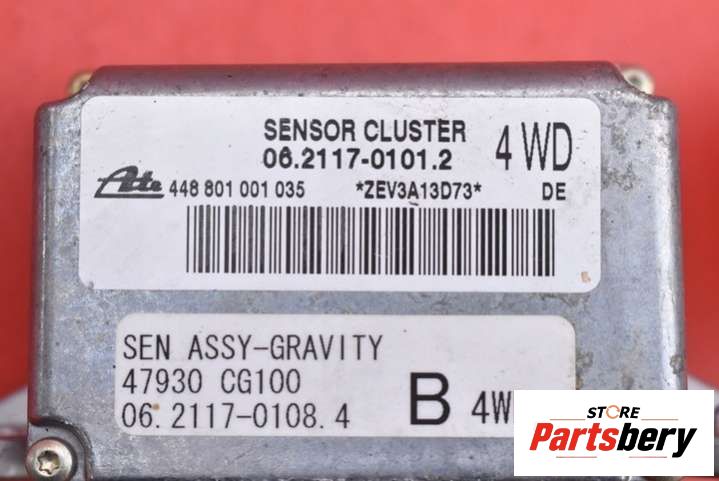 SENSOR CLUSTER
06.2117-0101.2 4 WD
Ate 448 801 001 035 *ZEV3A13D73* DE
SEN ASSY-GRAVITY
47930 CG100
06.2117-0108.4 B 4W
STORE
Partsbery